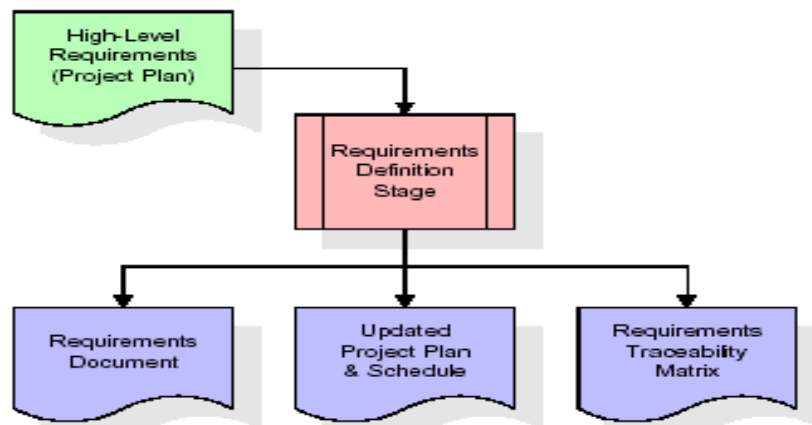 High-Level
Requirements
(Project Plan)
Requirements
Definition
Stage
Requirements
Document
Updated
Project Plan
& Schedule
Requirements
Traceability
Matrix